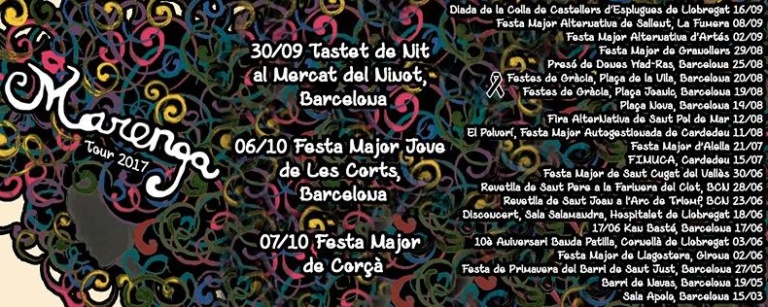 Marenga
Tour 2017
30/09 Tastet de Nit
al Mercat del Ninot,
Barcelona
06/10 Festa Major Jove
de Les Corts,
Barcelona
07/10 Festa Major
de Corçà
Diada de la Colla de Castellers d'Esplugues de Llobregat 16/09
Festa Major Alternativa de Sallent, La Fumera 08/09
Festa Major Alternativa d'Artés 02/09
Festa Major de Granollers 29/08
Presó de Dones Wad-Ras, Barcelona 25/08
Festes de Gràcia, Plaça de la Vila, Barcelona 20/08
Festes de Gràcia, Plaça Joanic, Barcelona 19/08
Plaça Nova, Barcelona 19/08
Fira Alternativa de Sant Pol de Mar 12/08
El Polvorí, Festa Major Autogestionada de Cardedeu 11/08
Festa Major d'Alella 21/07
FIMUCA, Cardedeu 15/07
Festa Major de Sant Cugat del Vallès 30/06
Revetlla de Sant Pere a la Farinera del Clot, BCN 28/06
Revetlla de Sant Joan a l'Arc de Triomf, BCN 23/06
Disconcert, Sala Salamandra, Hospitalet de Llobregat 18/06
17/06 Kan Basté, Barcelona 17/06
10è Aniversari Banda Patilla, Cornellà de Llobregat 03/06
Festa Major de Llagostera, Girona 02/06
Festa de Primavera del Barri de Sant Just, Barcelona 27/05
Barri de Navas, Barcelona 19/05
Sala Apolo, Barcelona 15/03